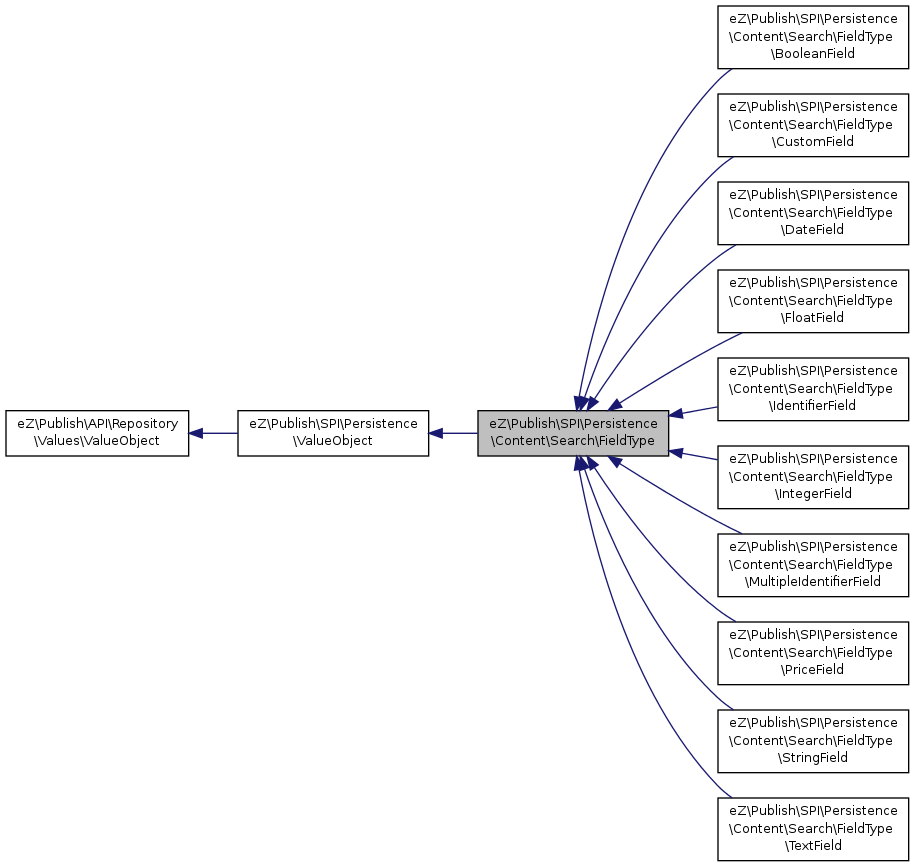 eZ\Publish\SPI\Persistence
\Content\Search\FieldType
\BooleanField
eZ\Publish\SPI\Persistence
\Content\Search\FieldType
\CustomField
eZ\Publish\SPI\Persistence
\Content\Search\FieldType
\DateField
eZ\Publish\SPI\Persistence
\Content\Search\FieldType
\FloatField
eZ\Publish\SPI\Persistence
\Content\Search\FieldType
\IdentifierField
eZ\Publish\API\Repository
\Values\ValueObject
eZ\Publish\SPI\Persistence
\ValueObject
eZ\Publish\SPI\Persistence
\Content\Search\FieldType
eZ\Publish\SPI\Persistence
\Content\Search\FieldType
\IntegerField
eZ\Publish\SPI\Persistence
\Content\Search\FieldType
\MultipleIdentifierField
eZ\Publish\SPI\Persistence
\Content\Search\FieldType
\PriceField
eZ\Publish\SPI\Persistence
\Content\Search\FieldType
\StringField
eZ\Publish\SPI\Persistence
\Content\Search\FieldType
\TextField